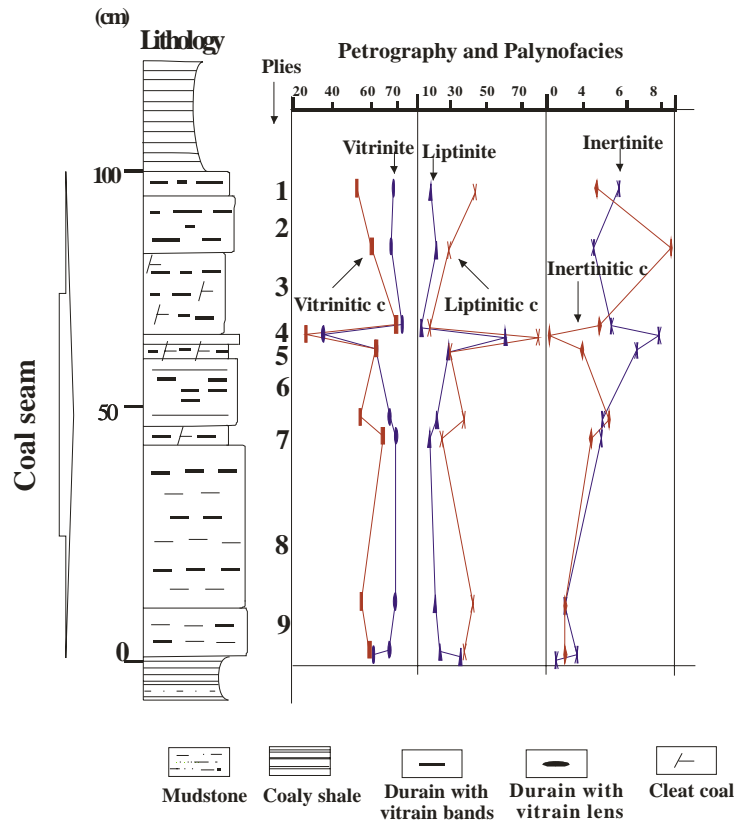 (cm)
Lithology
Petrography and Palynofacies
Plies
20 40 60 70 10 30 50 70 0 4 6 8
Vitrinite
Liptinite
Inertinite
100
1
2
3
Inertinitic c
Vitrinitic c
Liptinitic c
4
5
6
50
7
Coal seam
8
9
0
Mudstone
Coaly shale
Durain with
vitrain bands
Durain with
vitrain lens
Cleat coal